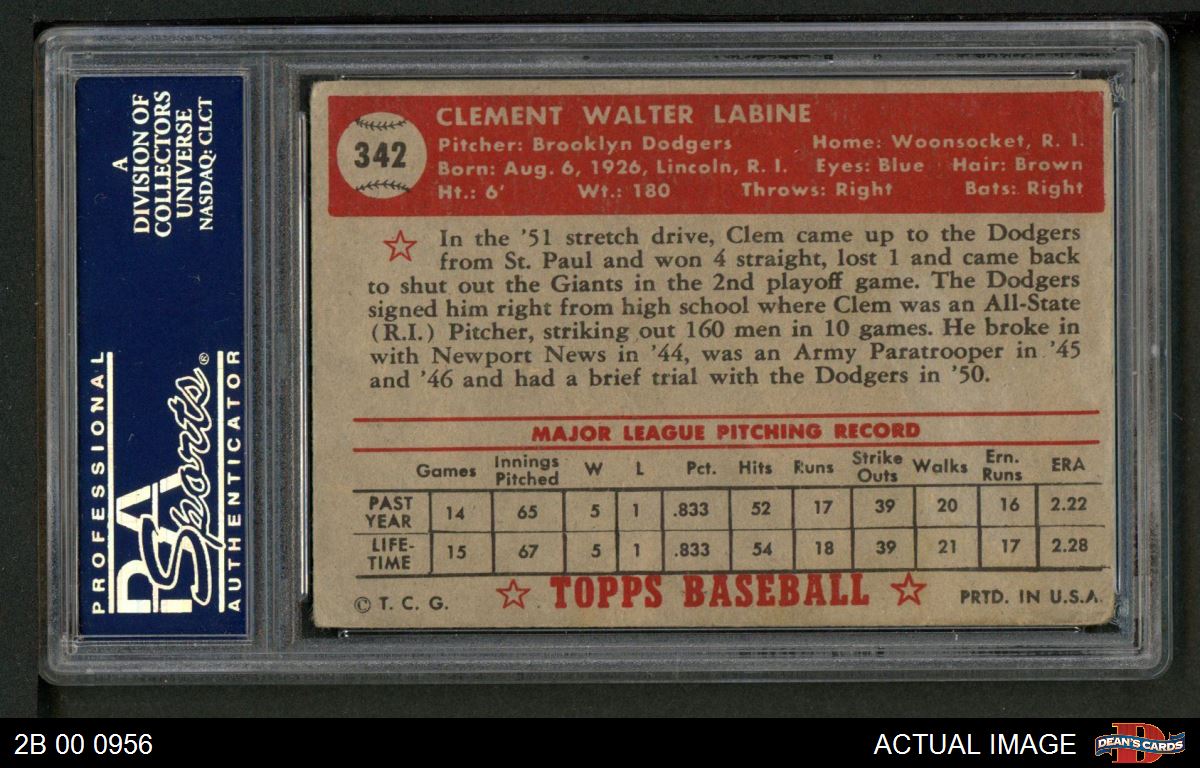 A
DIVISION OF
COLLECTORS
UNIVERSE
NASDAQ: CLCT
PROFESSIONAL
PSA
Sports®
AUTHENTICATOR
342
CLEMENT WALTER LABINE
Pitcher: Brooklyn Dodgers Home: Woonsocket, R. I.
Born: Aug. 6, 1926, Lincoln, R. I. Eyes: Blue Hair: Brown
Ht.: 6' Wt.: 180 Throws: Right Bats: Right
In the '51 stretch drive, Clem came up to the Dodgers
from St. Paul and won 4 straight, lost 1 and came back
to shut out the Giants in the 2nd playoff game. The Dodgers
signed him right from high school where Clem was an All-State
(R.I.) Pitcher, striking out 160 men in 10 games. He broke in
with Newport News in '44, was an Army Paratrooper in '45
and '46 and had a brief trial with the Dodgers in '50.
MAJOR LEAGUE PITCHING RECORD
Games Innings Pitched W L Pct. Hits Runs Strike Outs Walks Ern. Runs ERA
PAST YEAR 14 65 5 1 .833 52 17 39 20 16 2.22
LIFE-TIME 15 67 5 1 .833 54 18 39 21 17 2.28
© T. C. G. TOPPS BASEBALL PRTD. IN U.S.A.
2B 00 0956 ACTUAL IMAGE
D
DEAN'S CARDS